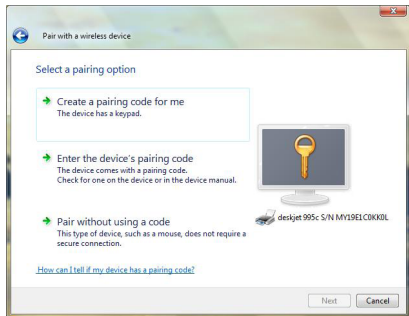 Pair with a wireless device
Select a pairing option
Create a pairing code for me
The device has a keypad.
Enter the device's pairing code
The device comes with a pairing code.
Check for one on the device or in the device manual.
Pair without using a code
This type of device, such as a mouse, does not require a
secure connection.
deskjet 995c S/N MY19E1C0KK0L
How can I tell if my device has a pairing code?
Next
Cancel